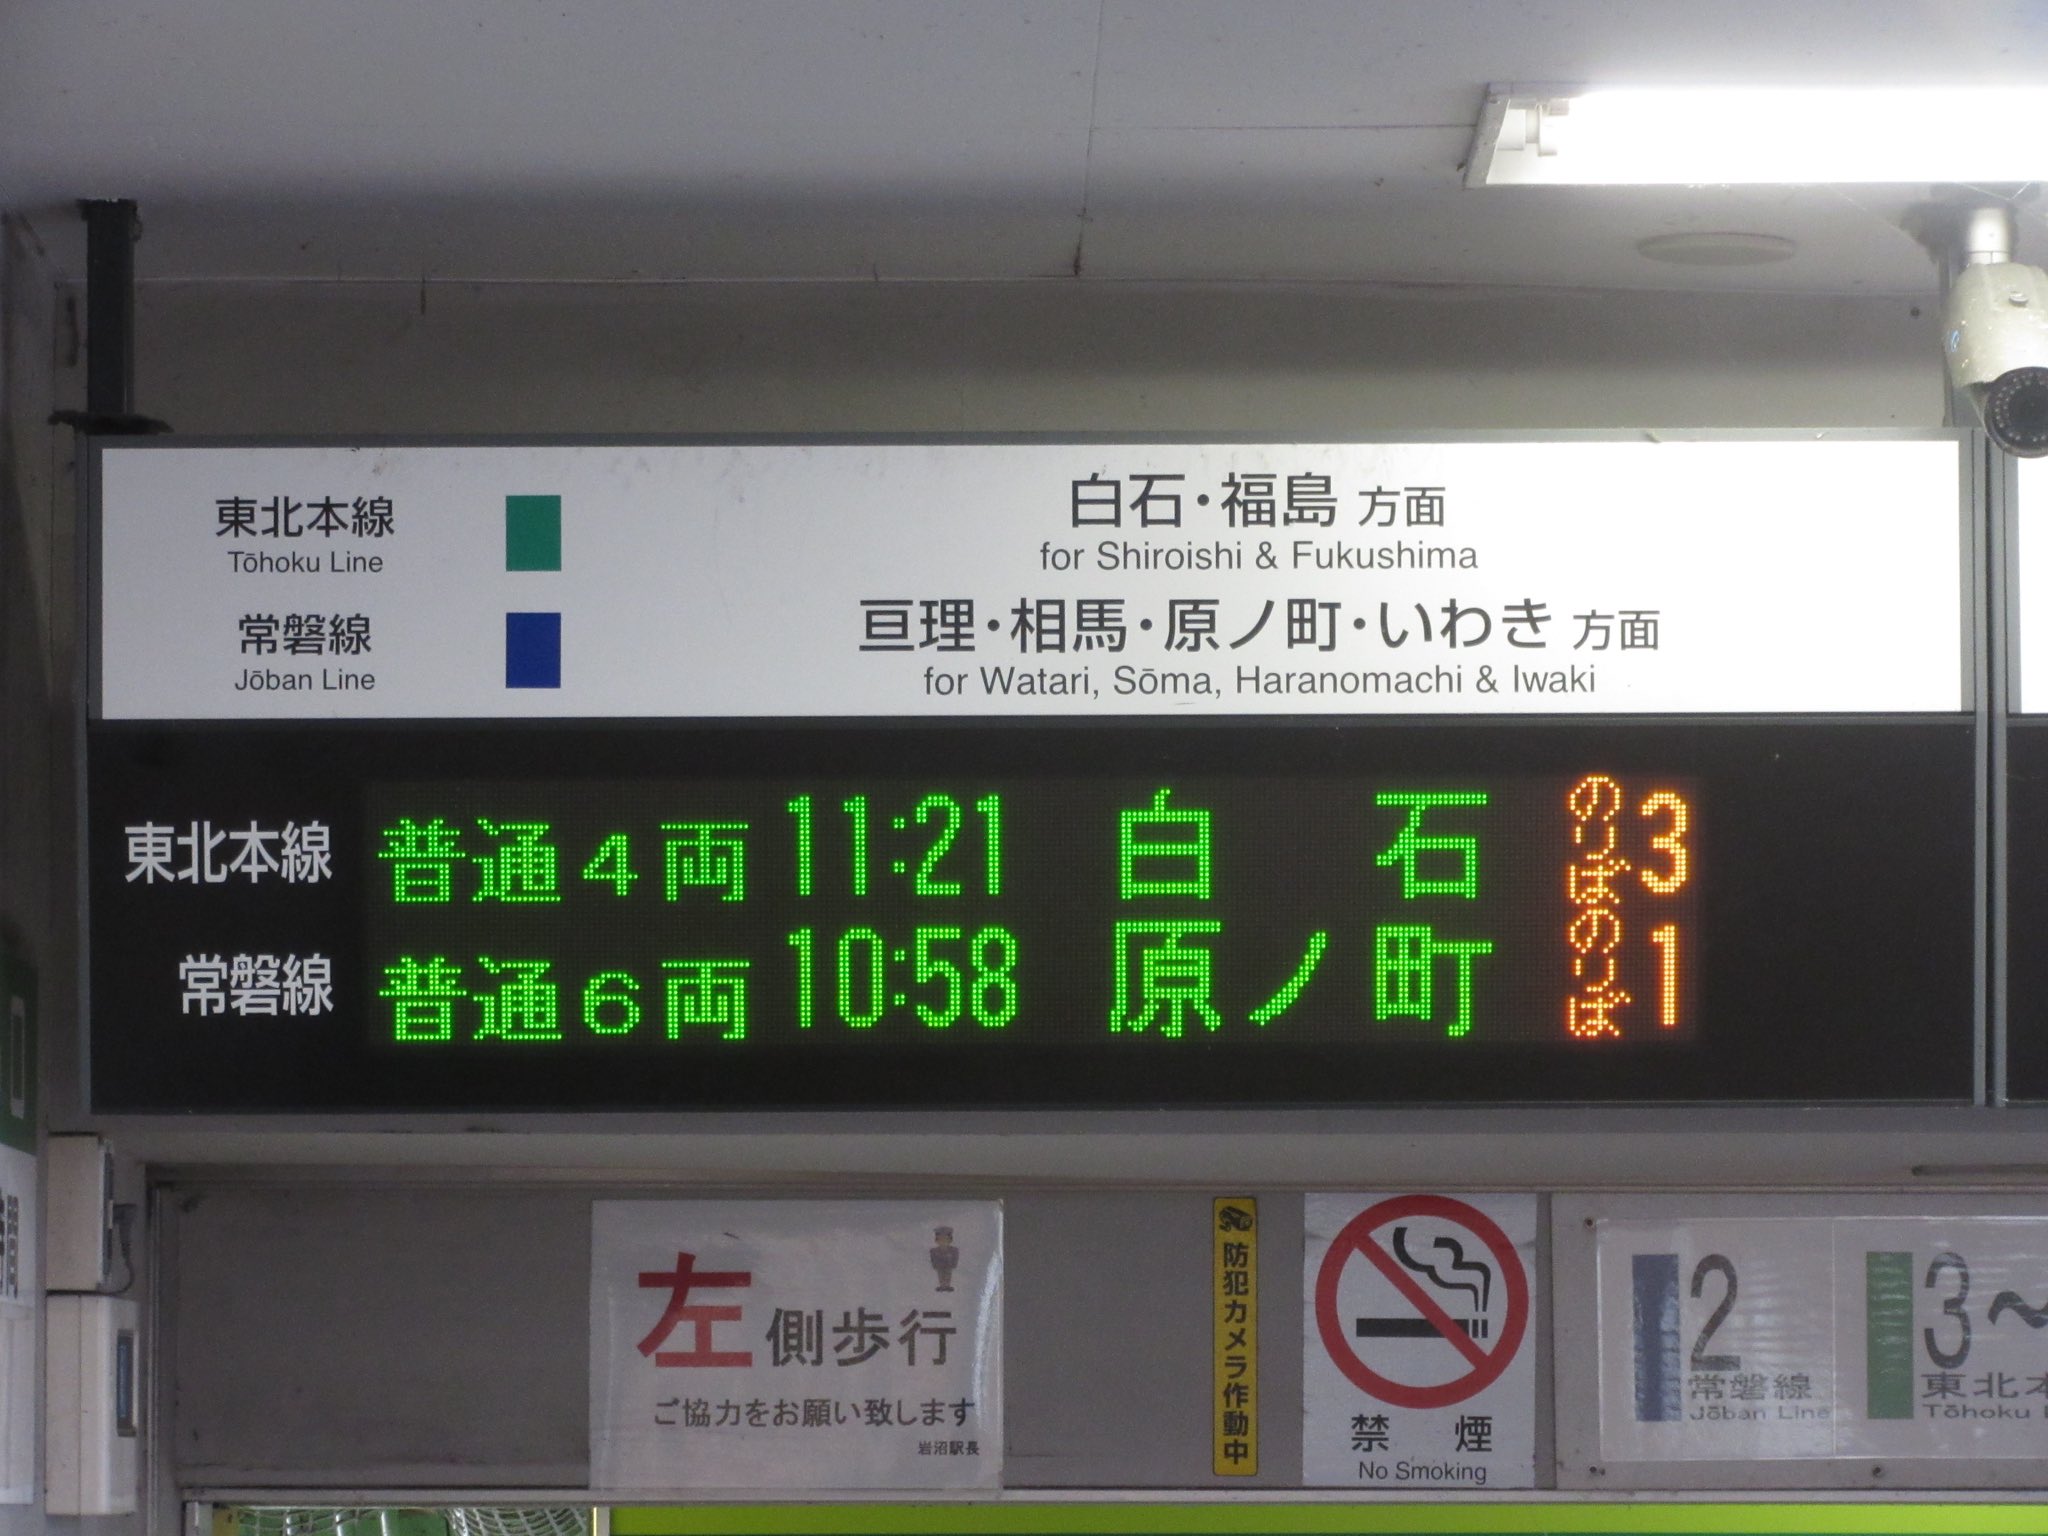 東北本線
Tōhoku Line
白石・福島 方面
for Shiroishi & Fukushima
常磐線
Jōban Line
亘理・相馬・原ノ町・いわき 方面
for Watari, Sōma, Haranomachi & Iwaki
東北本線 普通4両 11:21 白石 のりば 3
常磐線 普通6両 10:58 原ノ町 のりば 1
左側歩行
ご協力をお願い致します
岩沼駅長
防犯カメラ作動中
禁煙
No Smoking
2
常磐線
Jōban Line
3~
東北本
Tōhoku